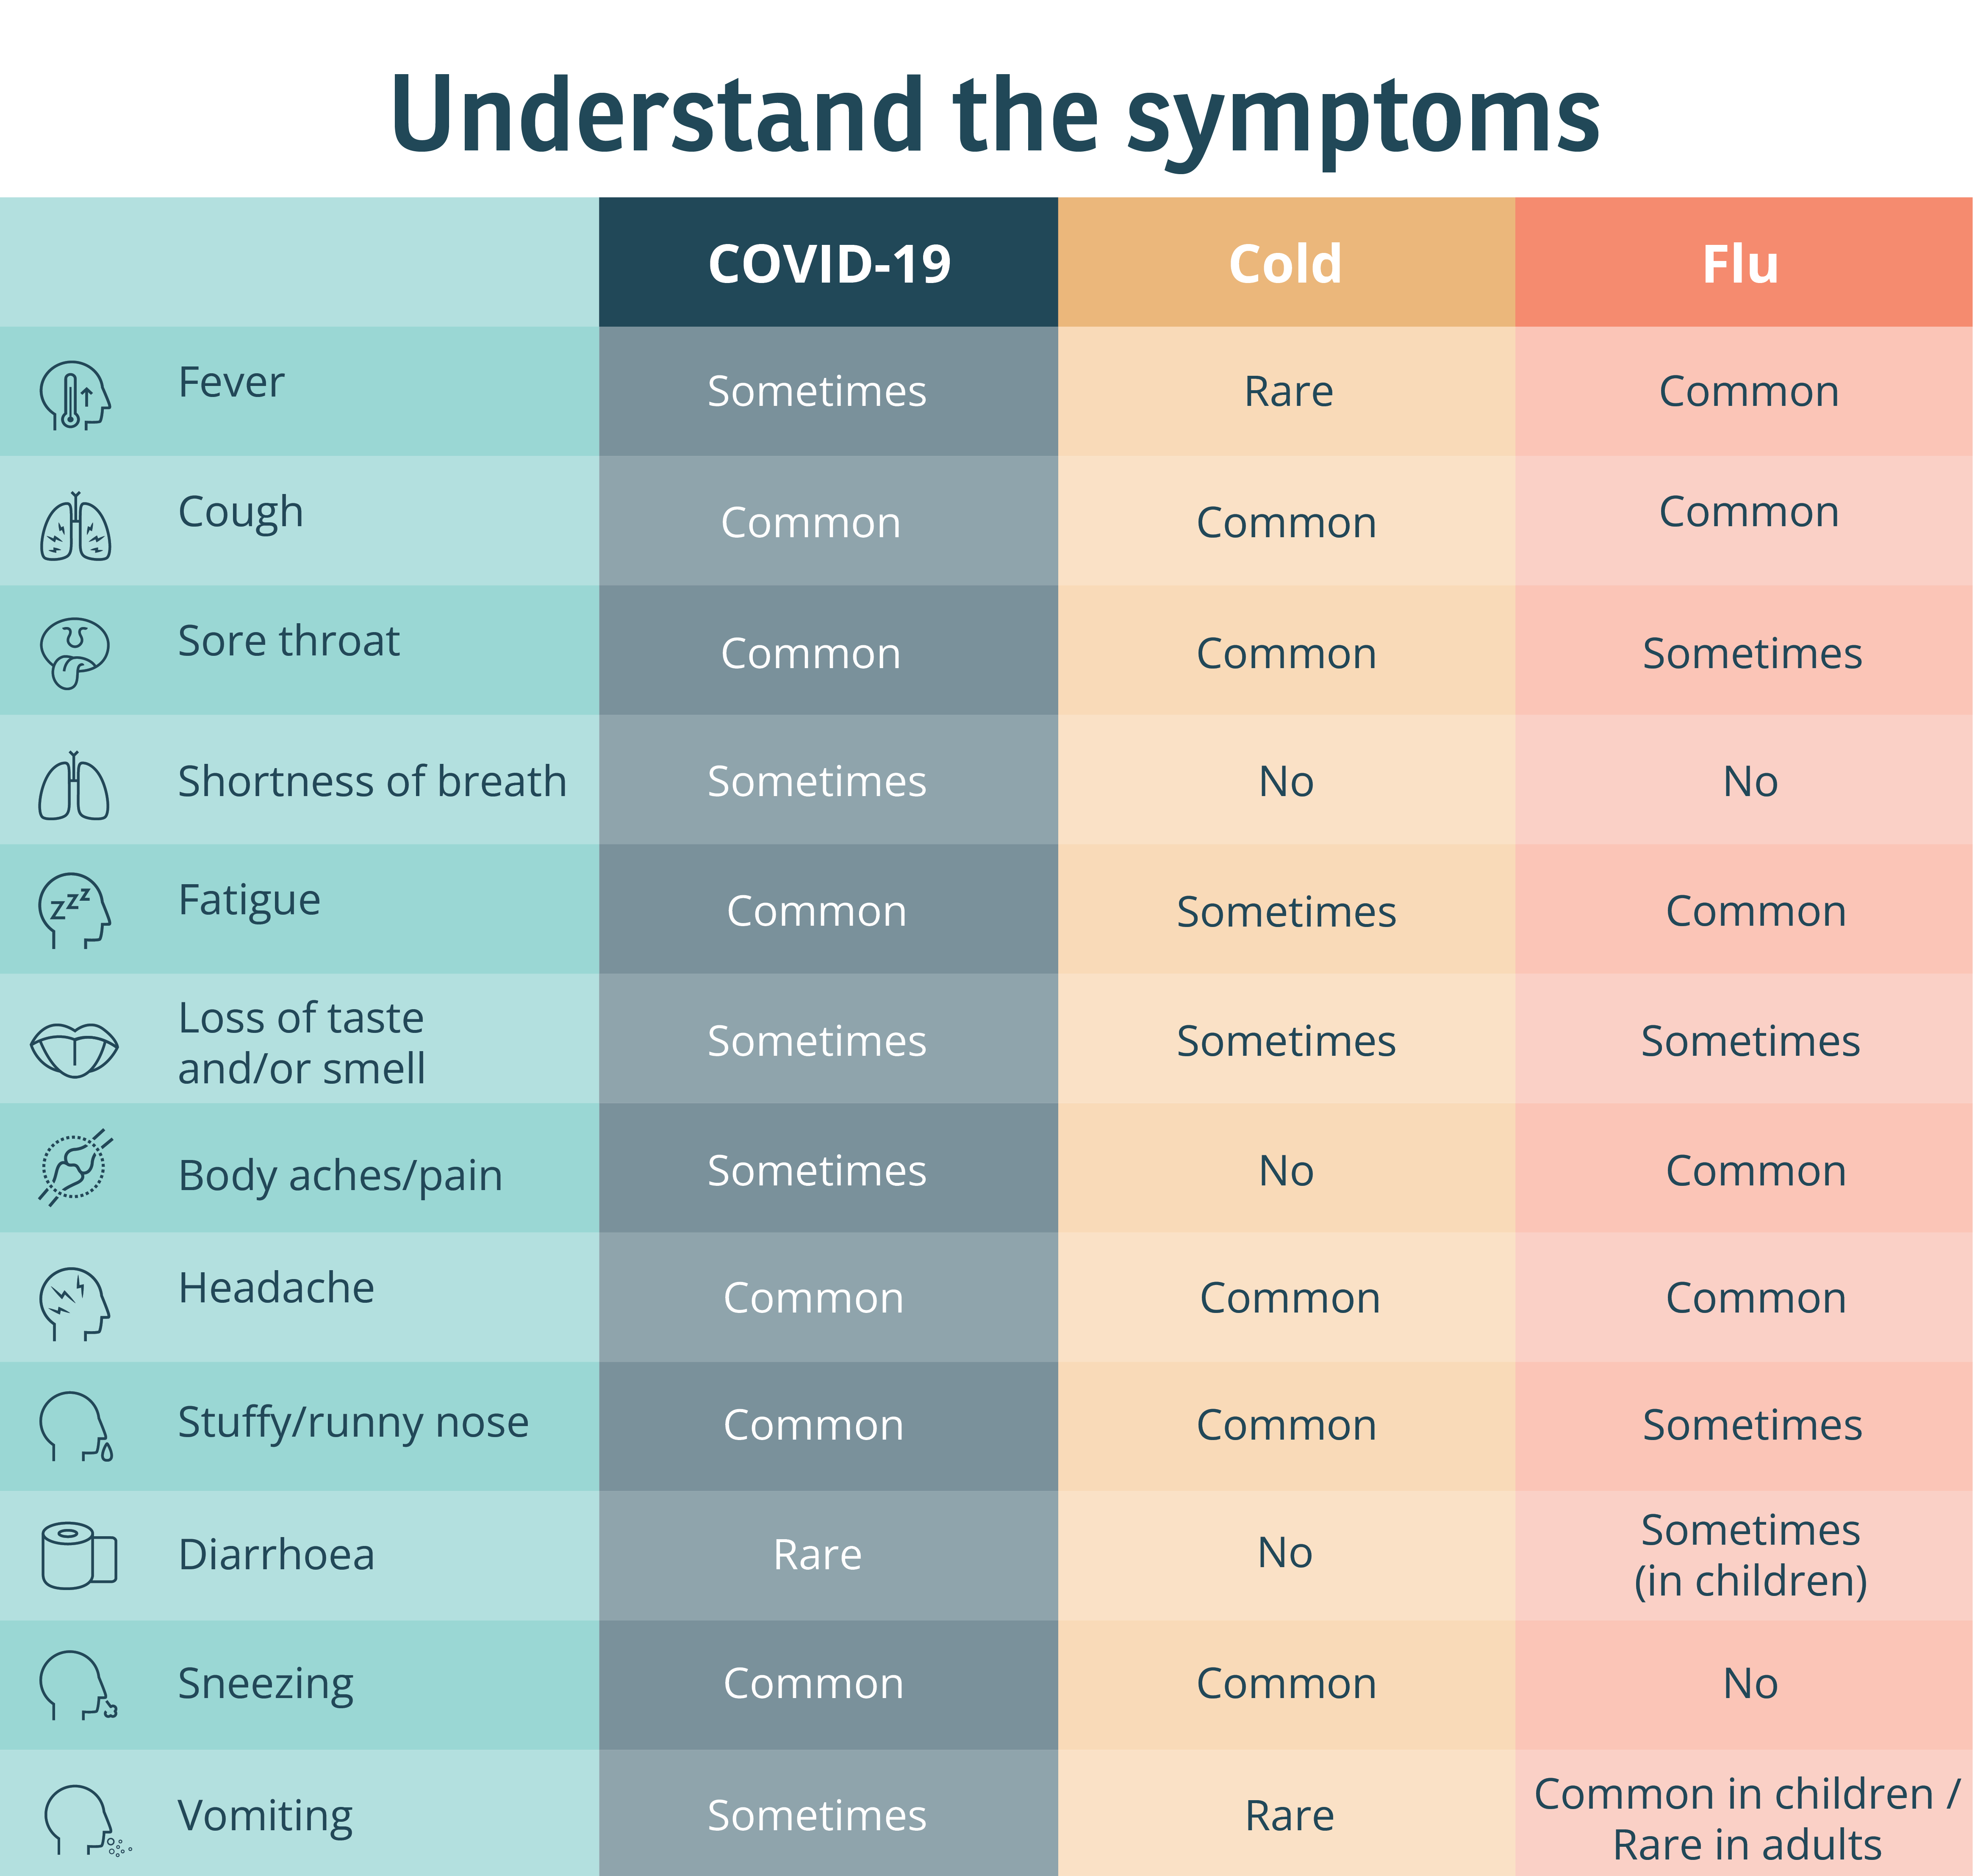 Understand the symptoms
COVID-19 Cold Flu
Fever Sometimes Rare Common
Cough Common Common Common
Sore throat Common Common Sometimes
Shortness of breath Sometimes No No
zzz
Fatigue Common Sometimes Common
Loss of taste
and/or smell Sometimes Sometimes Sometimes
Body aches/pain Sometimes No Common
Headache Common Common Common
Stuffy/runny nose Common Common Sometimes
Diarrhoea Rare No Sometimes
(in children)
Sneezing Common Common No
Vomiting Sometimes Rare Common in children /
Rare in adults